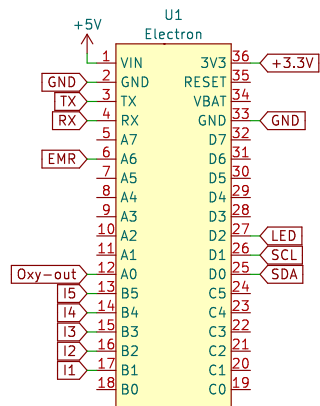 U1
Electron
+5V
1 VIN 3V3 36 +3.3V
GND 2 GND RESET 35
TX 3 TX VBAT 34
RX 4 RX GND 33 GND
5 A7 D7 32
EMR 6 A6 D6 31
7 A5 D5 30
8 A4 D4 29
9 A3 D3 28
10 A2 D2 27 LED
11 A1 D1 26 SCL
Oxy-out 12 A0 D0 25 SDA
I5 13 B5 C5 24
I4 14 B4 C4 23
I3 15 B3 C3 22
I2 16 B2 C2 21
I1 17 B1 C1 20
18 B0 C0 19